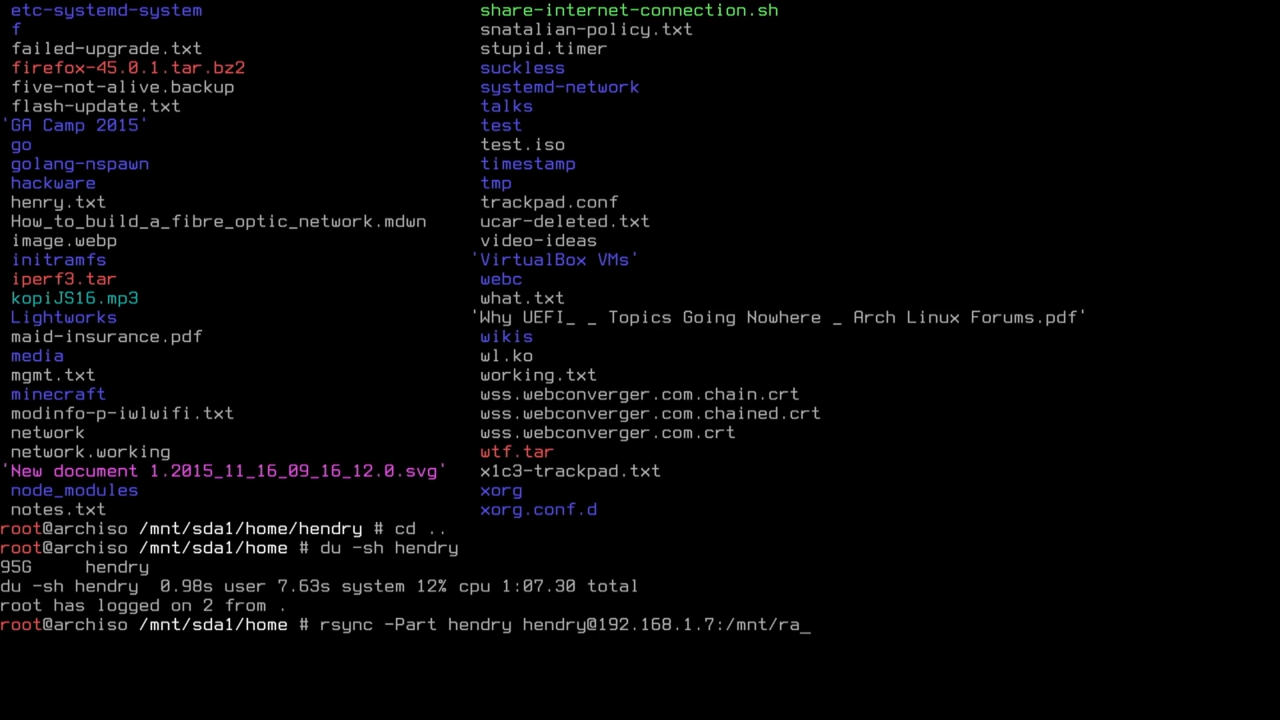 etc-systemd-system share-internet-connection.sh
f snatalian-policy.txt
failed-upgrade.txt stupid.timer
firefox-45.0.1.tar.bz2 suckless
five-not-alive.backup systemd-network
flash-update.txt talks
'GA Camp 2015' test
go test.iso
golang-nspawn timestamp
hackware tmp
henry.txt trackpad.conf
How_to_build_a_fibre_optic_network.mdwn ucar-deleted.txt
image.webp video-ideas
initramfs 'VirtualBox VMs'
iperf3.tar webc
kopiJS16.mp3 what.txt
Lightworks 'Why UEFI_ _ Topics Going Nowhere _ Arch Linux Forums.pdf'
maid-insurance.pdf wikis
media wl.ko
mgmt.txt working.txt
minecraft wss.webconverger.com.chain.crt
modinfo-p-iwlwifi.txt wss.webconverger.com.chained.crt
network wss.webconverger.com.crt
network.working wtf.tar
'New document 1.2015_11_16_09_16_12.0.svg' x1c3-trackpad.txt
node_modules xorg
notes.txt xorg.conf.d
root@archiso /mnt/sda1/home/hendry # cd ..
root@archiso /mnt/sda1/home # du -sh hendry
95G hendry
du -sh hendry 0.98s user 7.63s system 12% cpu 1:07.30 total
root has logged on 2 from .
root@archiso /mnt/sda1/home # rsync -Part hendry hendry@192.168.1.7:/mnt/ra_